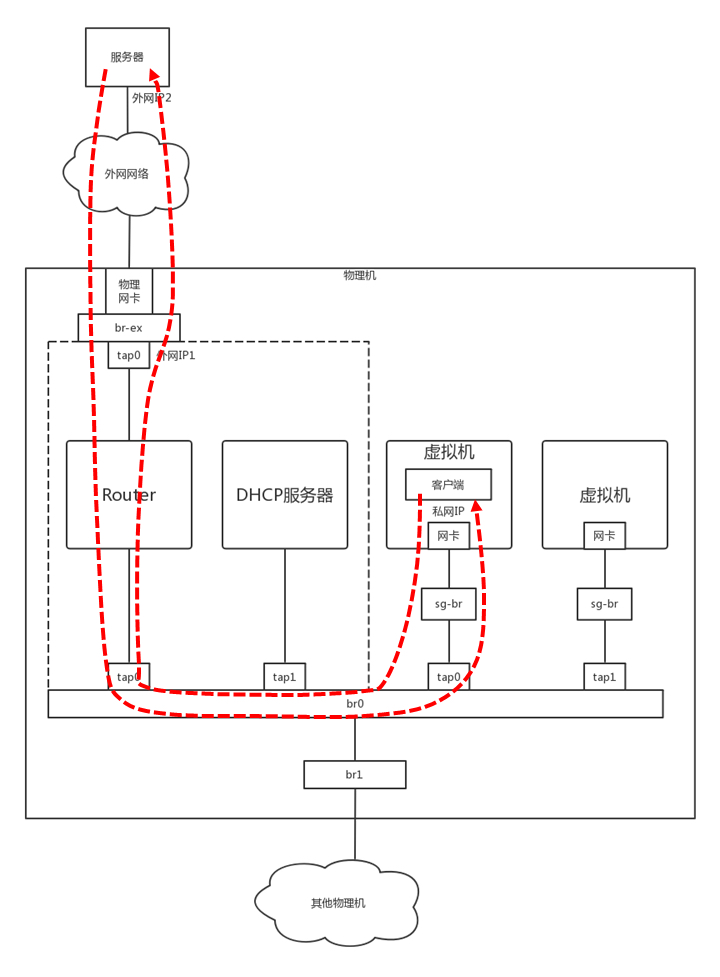 服务器
外网IP2
外网网络
物理机
物理
网卡
br-ex
tap0
外网IP1
Router
DHCP服务器
虚拟机
客户端
私网IP
网卡
虚拟机
网卡
sg-br
sg-br
tap0
tap1
tap0
tap1
br0
br1
其他物理机